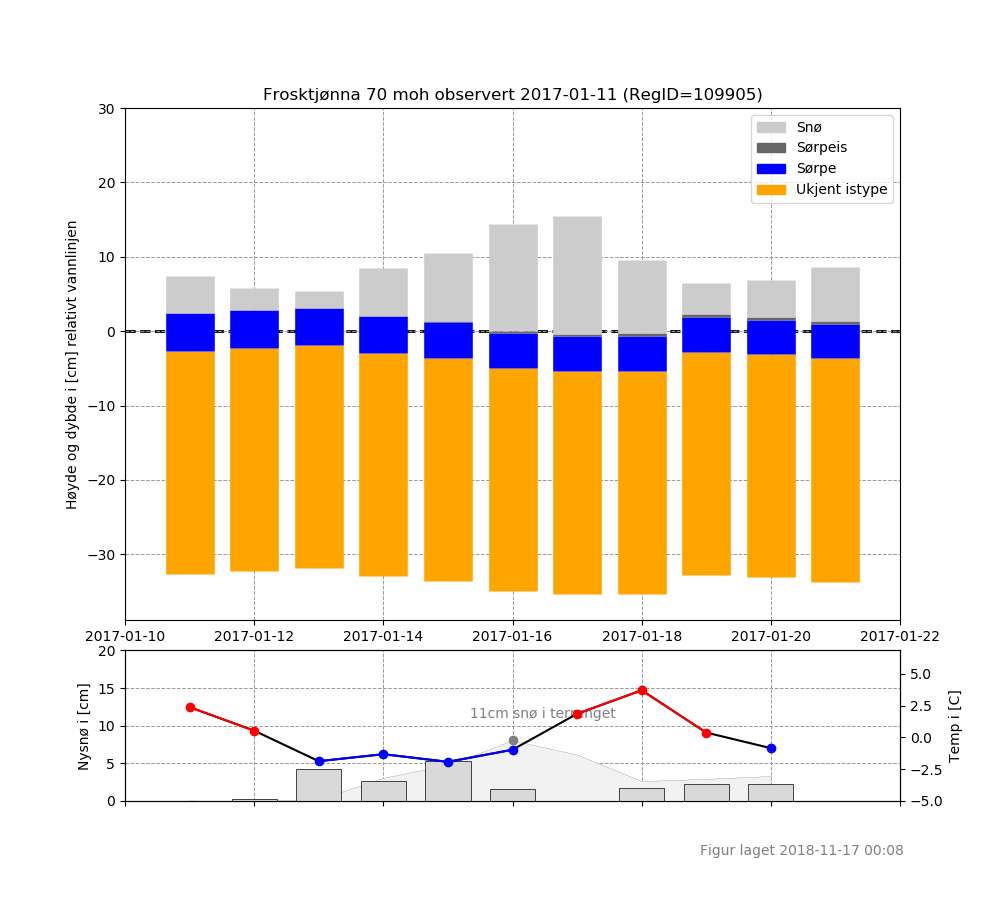 Frosktjønna 70 moh observert 2017-01-11 (RegID=109905)
Høyde og dybde i [cm] relativt vannlinjen
30
20
10
0
−10
−20
−30
Snø
Sørpeis
Sørpe
Ukjent istype
2017-01-10 2017-01-12 2017-01-14 2017-01-16 2017-01-18 2017-01-20 2017-01-22
Nysnø i [cm]
20
15
10
5
0
11cm snø i terrenget
5.0
2.5
0.0
−2.5
−5.0
Temp i [C]
Figur laget 2018-11-17 00:08